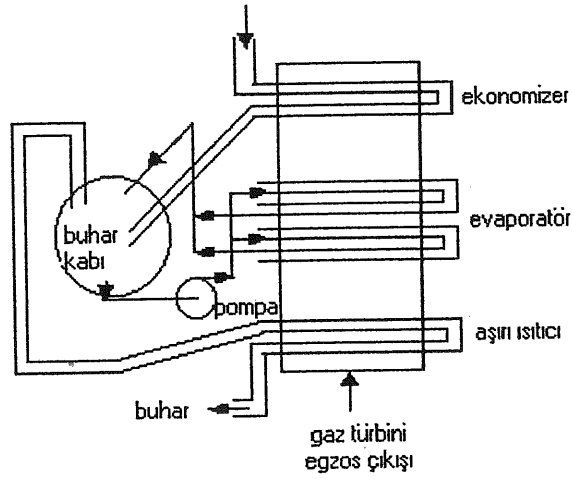 ekonomizer
evaporatör
buhar
kabı
pompa
aşırı ısıtıcı
buhar
gaz türbini
egzos çıkışı